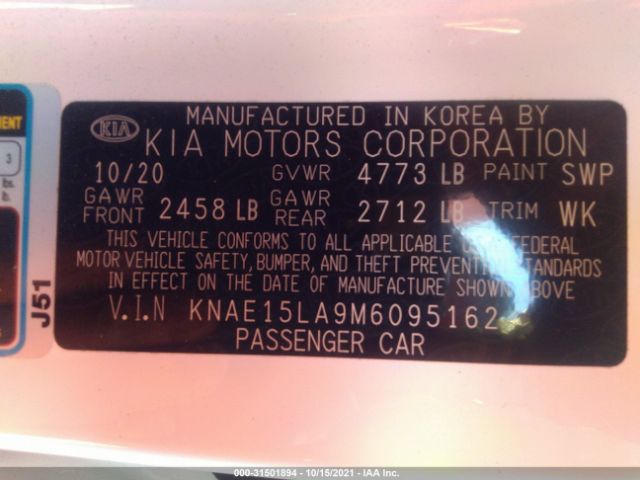 MENT
3
lbs.
b.
J51
KIA
MANUFACTURED IN KOREA BY
KIA MOTORS CORPORATION
10/20 GVWR 4773 LB PAINT SWP
GAWR FRONT 2458 LB GAWR REAR 2712 LB TRIM WK
THIS VEHICLE CONFORMS TO ALL APPLICABLE U.S. FEDERAL
MOTOR VEHICLE SAFETY, BUMPER, AND THEFT PREVENTION STANDARDS
IN EFFECT ON THE DATE OF MANUFACTURE SHOWN ABOVE
V.I.N KNAE15LA9M6095162
PASSENGER CAR
000-31501894 - 10/15/2021 - IAA Inc.